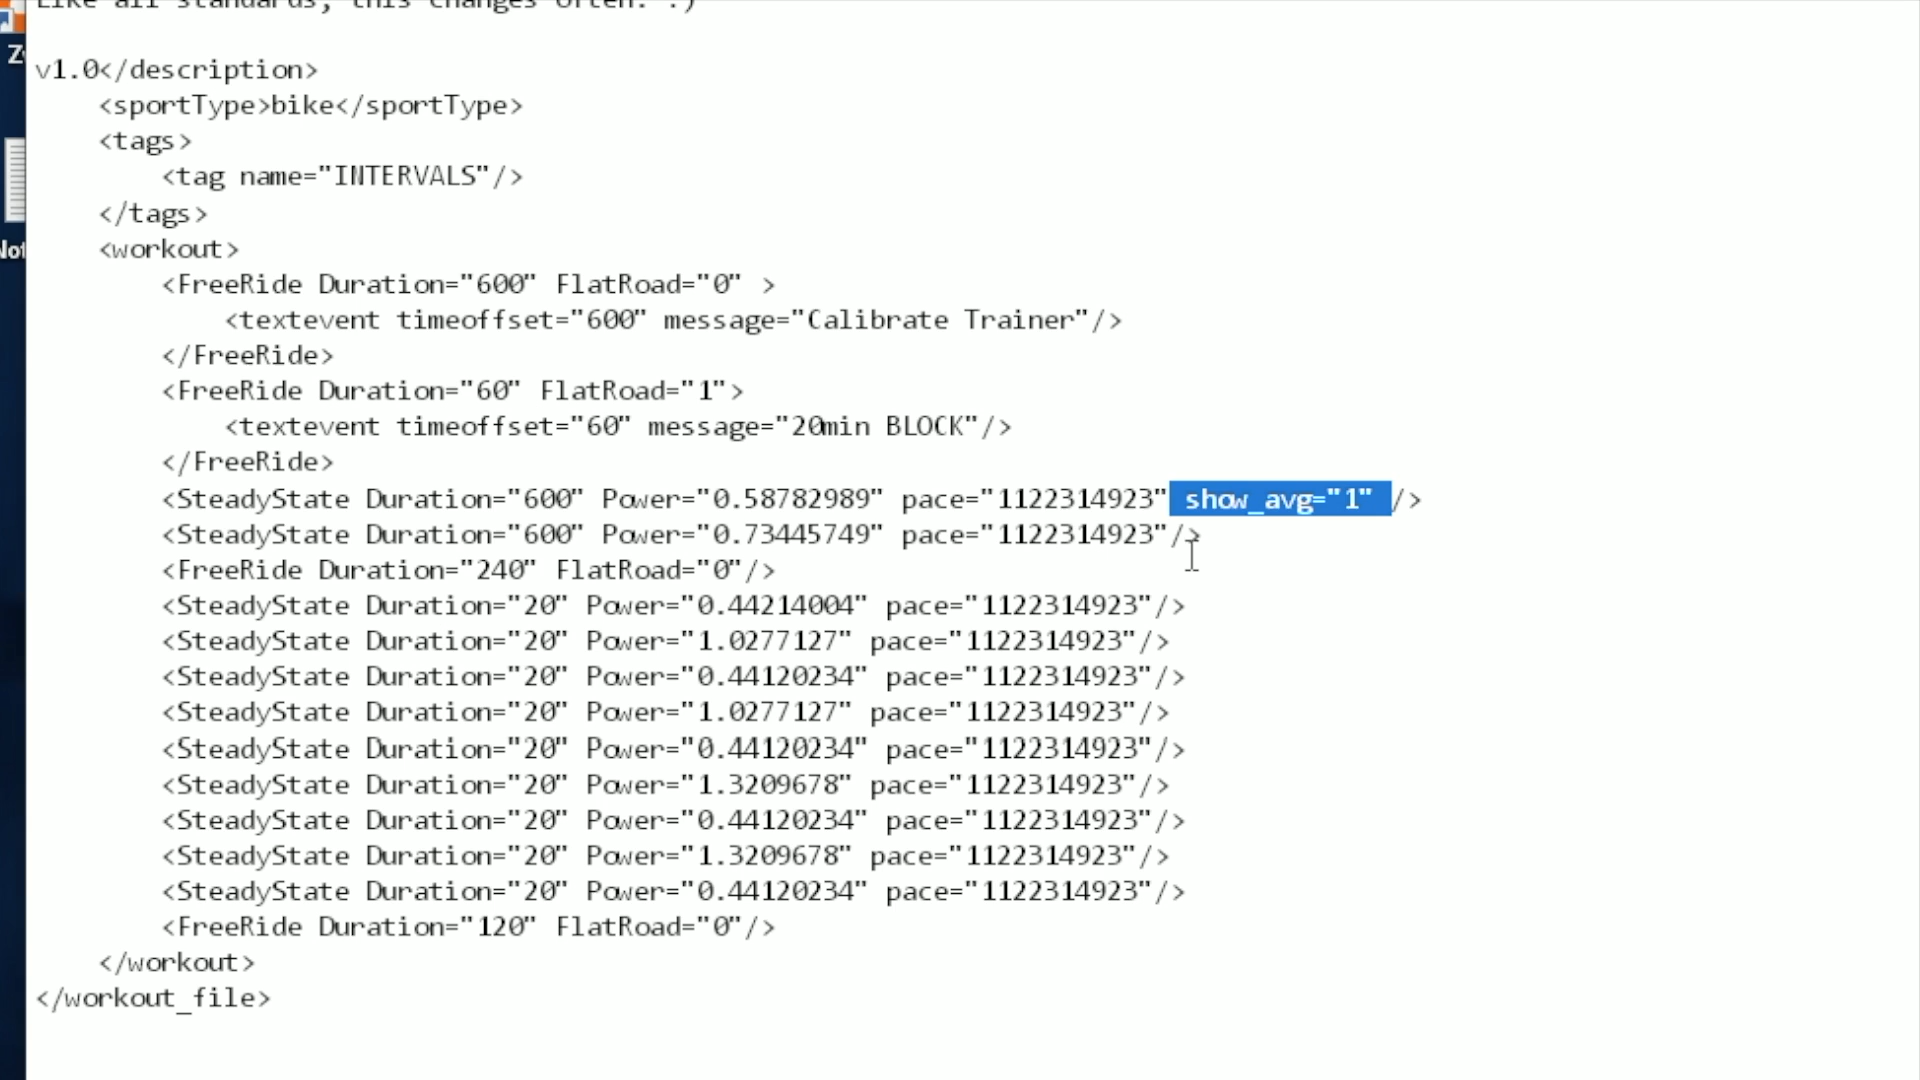 Like all standards, this changes often. :)
v1.0</description>
<sportType>bike</sportType>
<tags>
<tag name="INTERVALS"/>
</tags>
<workout>
<FreeRide Duration="600" FlatRoad="0" >
<textevent timeoffset="600" message="Calibrate Trainer"/>
</FreeRide>
<FreeRide Duration="60" FlatRoad="1">
<textevent timeoffset="60" message="20min BLOCK"/>
</FreeRide>
<SteadyState Duration="600" Power="0.58782989" pace="1122314923" show_avg="1" />
<SteadyState Duration="600" Power="0.73445749" pace="1122314923"/>
<FreeRide Duration="240" FlatRoad="0"/>
<SteadyState Duration="20" Power="0.44214004" pace="1122314923"/>
<SteadyState Duration="20" Power="1.0277127" pace="1122314923"/>
<SteadyState Duration="20" Power="0.44120234" pace="1122314923"/>
<SteadyState Duration="20" Power="1.0277127" pace="1122314923"/>
<SteadyState Duration="20" Power="0.44120234" pace="1122314923"/>
<SteadyState Duration="20" Power="1.3209678" pace="1122314923"/>
<SteadyState Duration="20" Power="0.44120234" pace="1122314923"/>
<SteadyState Duration="20" Power="1.3209678" pace="1122314923"/>
<SteadyState Duration="20" Power="0.44120234" pace="1122314923"/>
<FreeRide Duration="120" FlatRoad="0"/>
</workout>
</workout_file>